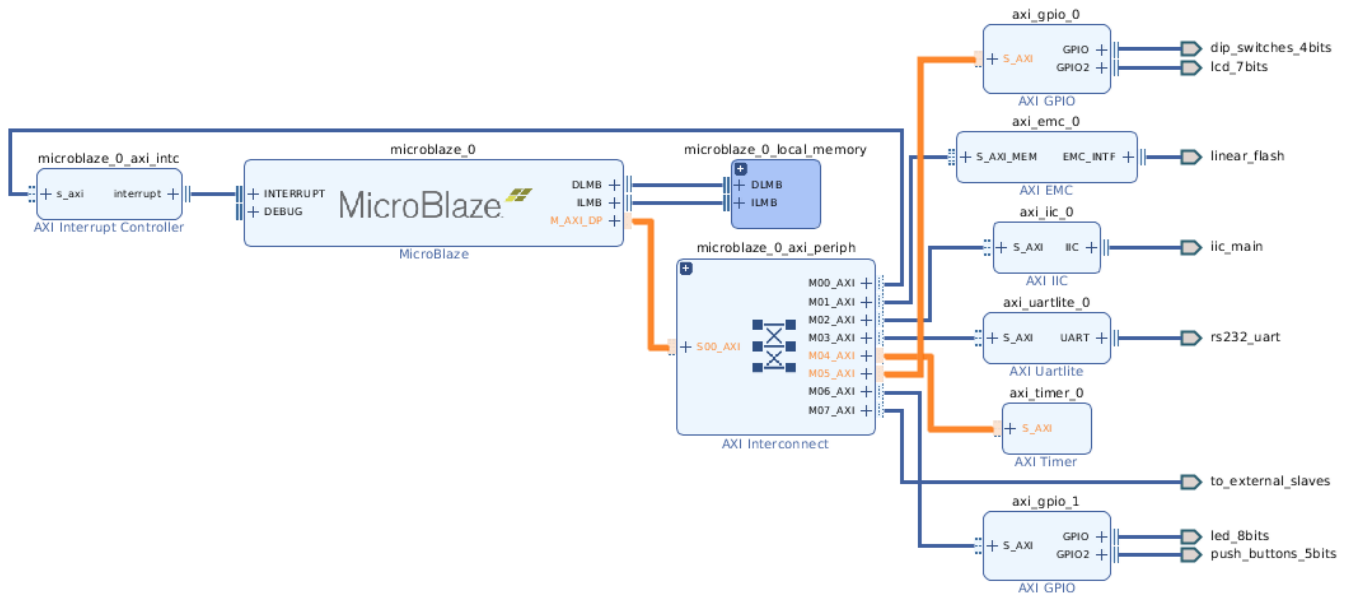 microblaze_0_axi_intc
s_axi
interrupt
AXI Interrupt Controller
microblaze_0
INTERRUPT
DEBUG
MicroBlaze
DLMB
ILMB
M_AXI_DP
MicroBlaze
microblaze_0_local_memory
DLMB
ILMB
microblaze_0_axi_periph
S00_AXI
M00_AXI
M01_AXI
M02_AXI
M03_AXI
M04_AXI
M05_AXI
M06_AXI
M07_AXI
AXI Interconnect
axi_gpio_0
S_AXI
GPIO
GPIO2
AXI GPIO
dip_switches_4bits
lcd_7bits
axi_emc_0
S_AXI_MEM
EMC_INTF
AXI EMC
linear_flash
axi_iic_0
S_AXI
IIC
AXI IIC
iic_main
axi_uartlite_0
S_AXI
UART
AXI Uartlite
rs232_uart
axi_timer_0
S_AXI
AXI Timer
to_external_slaves
axi_gpio_1
S_AXI
GPIO
GPIO2
AXI GPIO
led_8bits
push_buttons_5bits